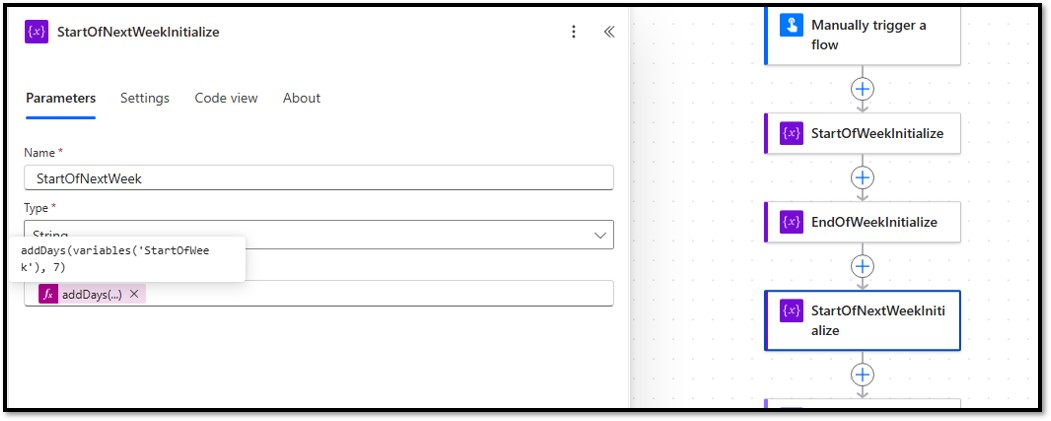 {x} StartOfNextWeekInitialize
Parameters Settings Code view About
Name *
StartOfNextWeek
Type *
String
addDays(variables('StartOfWee
k'), 7)
fx addDays(...) ×
Manually trigger a
flow
{x} StartOfWeekInitialize
{x} EndOfWeekInitialize
{x} StartOfNextWeekIniti
alize